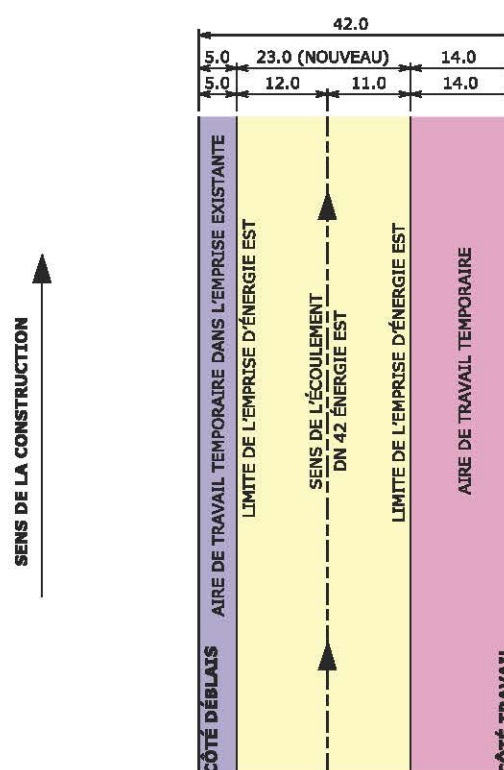 42.0
5.0 23.0 (NOUVEAU) 14.0
5.0 12.0 11.0 14.0
SENS DE LA CONSTRUCTION
AIRE DE TRAVAIL TEMPORAIRE DANS L'EMPRISE EXISTANTE
LIMITE DE L'EMPRISE D'ÉNERGIE EST
SENS DE L'ÉCOULEMENT
DN 42 ÉNERGIE EST
LIMITE DE L'EMPRISE D'ÉNERGIE EST
AIRE DE TRAVAIL TEMPORAIRE
CÔTÉ DÉBLAIS
CÔTÉ TRAVAIL